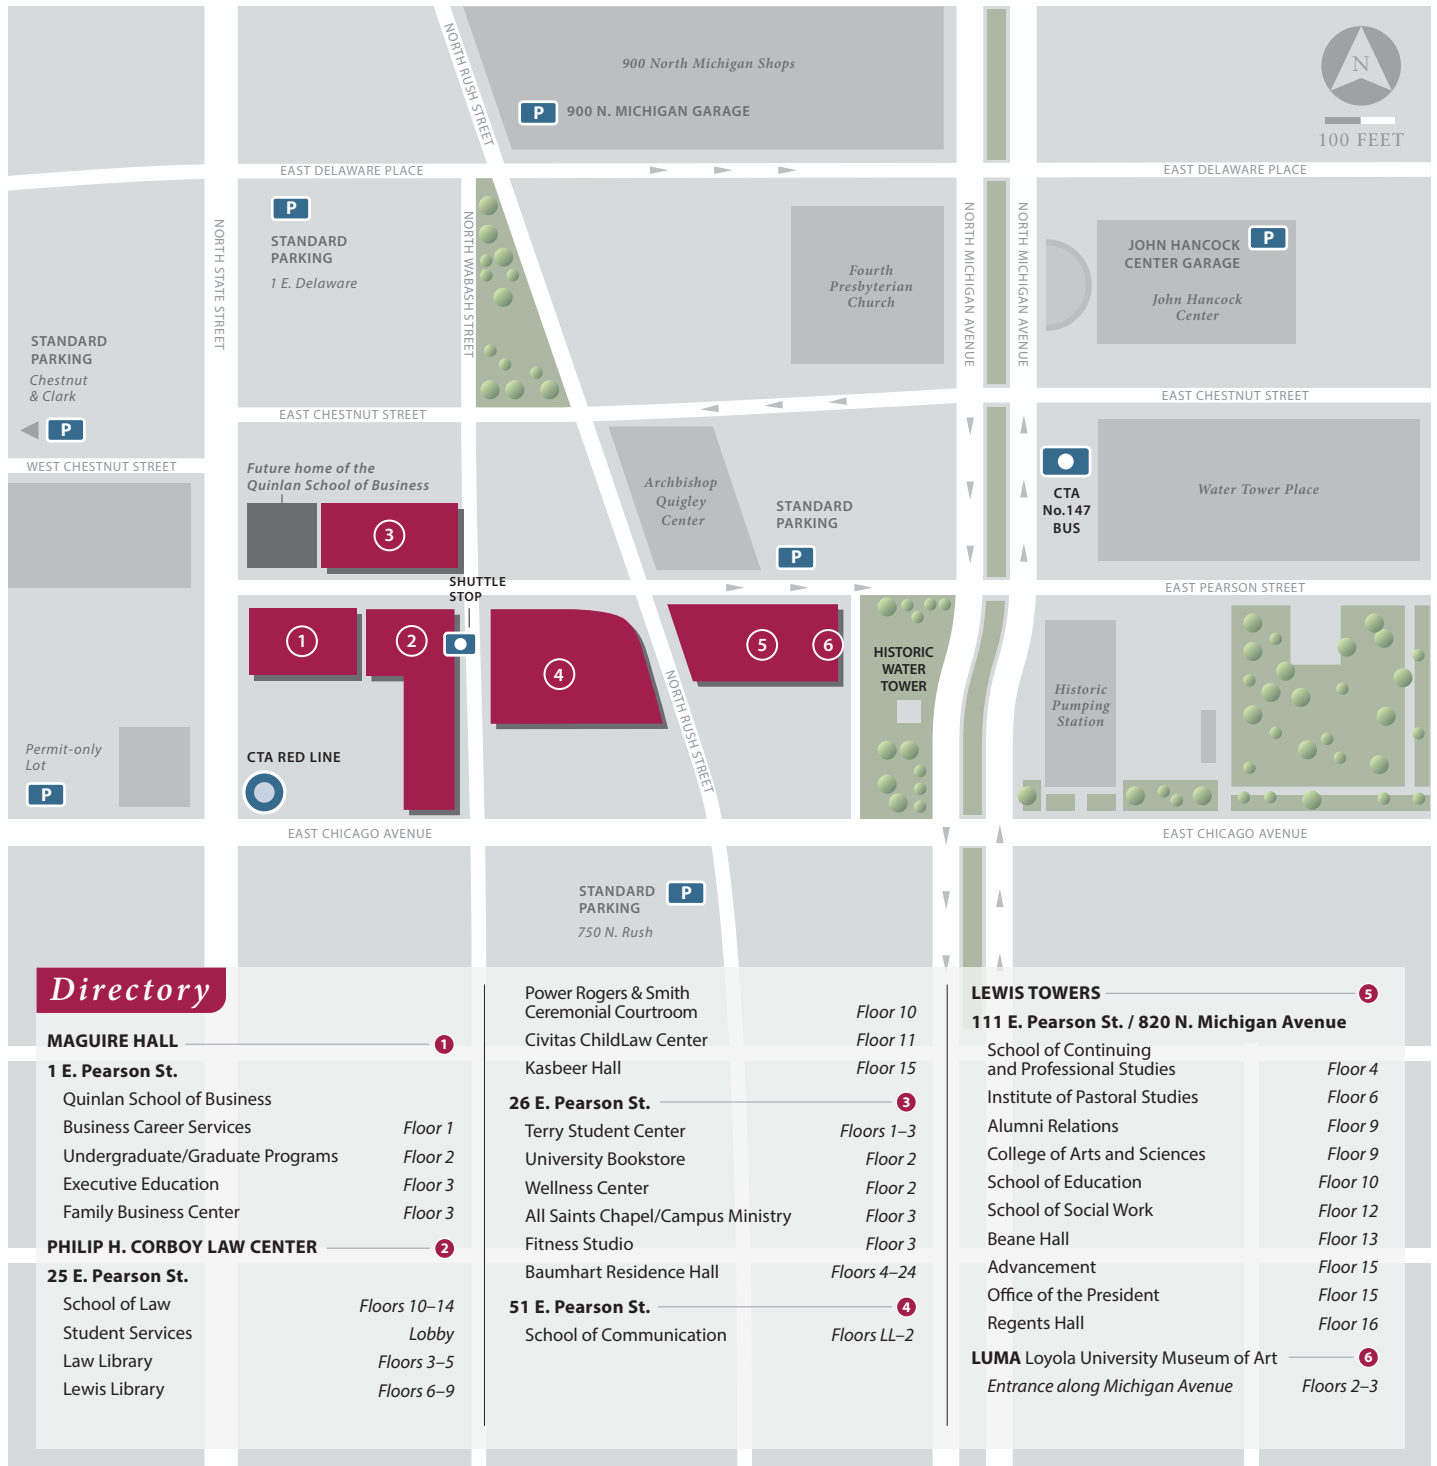 900 North Michigan Shops
P
900 N. MICHIGAN GARAGE
N
100 FEET
NORTH RUSH STREET
EAST DELAWARE PLACE
EAST DELAWARE PLACE
P
STANDARD
PARKING
1 E. Delaware
NORTH STATE STREET
NORTH WABASH STREET
Fourth
Presbyterian
Church
NORTH MICHIGAN AVENUE
NORTH MICHIGAN AVENUE
JOHN HANCOCK
CENTER GARAGE
P
John Hancock
Center
STANDARD
PARKING
Chestnut
& Clark
P
EAST CHESTNUT STREET
EAST CHESTNUT STREET
WEST CHESTNUT STREET
Future home of the
Quinlan School of Business
3
Archbishop
Quigley
Center
STANDARD
PARKING
P
CTA
No.147
BUS
Water Tower Place
SHUTTLE
STOP
EAST PEARSON STREET
1
2
4
5
6
NORTH RUSH STREET
HISTORIC
WATER
TOWER
Historic
Pumping
Station
Permit-only
Lot
P
CTA RED LINE
EAST CHICAGO AVENUE
EAST CHICAGO AVENUE
STANDARD
PARKING
P
750 N. Rush
Directory
MAGUIRE HALL 1
1 E. Pearson St.
Quinlan School of Business
Business Career Services Floor 1
Undergraduate/Graduate Programs Floor 2
Executive Education Floor 3
Family Business Center Floor 3
PHILIP H. CORBOY LAW CENTER 2
25 E. Pearson St.
School of Law Floors 10–14
Student Services Lobby
Law Library Floors 3–5
Lewis Library Floors 6–9
Power Rogers & Smith
Ceremonial Courtroom Floor 10
Civitas ChildLaw Center Floor 11
Kasbeer Hall Floor 15
26 E. Pearson St. 3
Terry Student Center Floors 1–3
University Bookstore Floor 2
Wellness Center Floor 2
All Saints Chapel/Campus Ministry Floor 3
Fitness Studio Floor 3
Baumhart Residence Hall Floors 4–24
51 E. Pearson St. 4
School of Communication Floors LL–2
LEWIS TOWERS 5
111 E. Pearson St. / 820 N. Michigan Avenue
School of Continuing
and Professional Studies Floor 4
Institute of Pastoral Studies Floor 6
Alumni Relations Floor 9
College of Arts and Sciences Floor 9
School of Education Floor 10
School of Social Work Floor 12
Beane Hall Floor 13
Advancement Floor 15
Office of the President Floor 15
Regents Hall Floor 16
LUMA Loyola University Museum of Art 6
Entrance along Michigan Avenue Floors 2–3